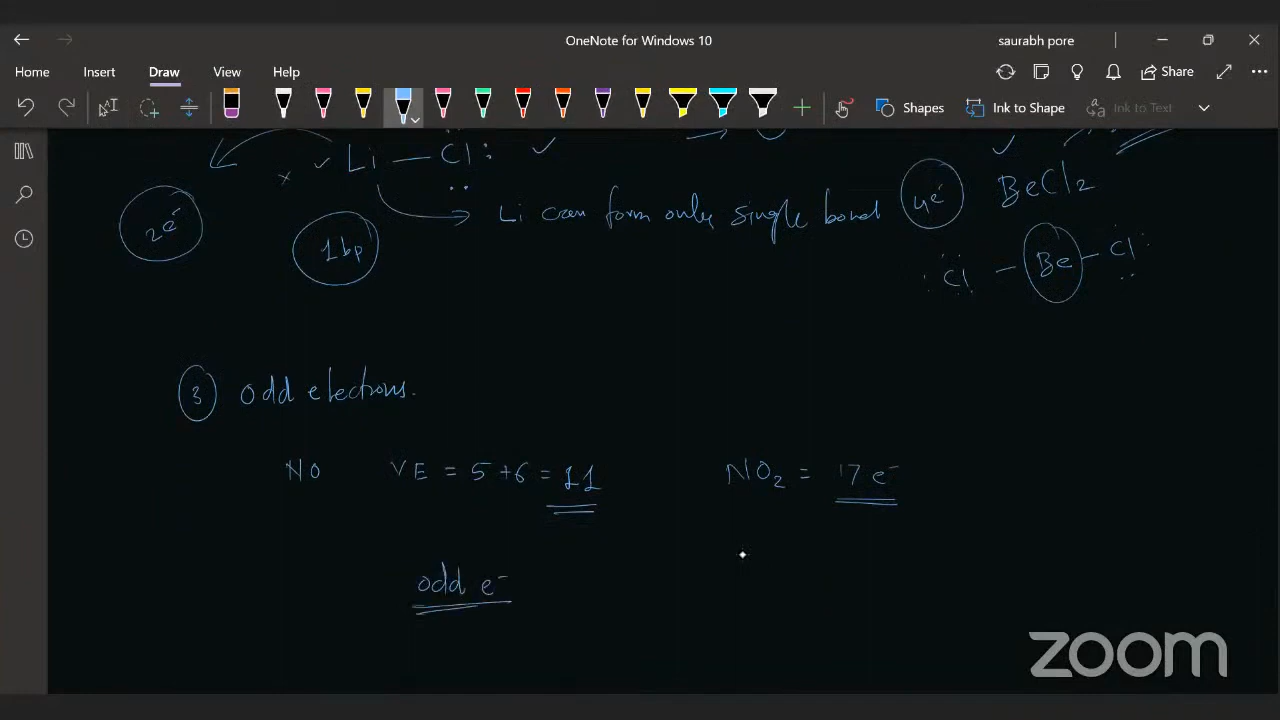 OneNote for Windows 10
saurabh pore
Home Insert Draw View Help
Share
Shapes Ink to Shape Ink to Text
Li — Cl
2e⁻
1 bp
Li can form only single bond
4e⁻
BeCl₂
Cl — Be — Cl
3 Odd electrons.
NO VE = 5 + 6 = 11
NO₂ = 17 e⁻
odd e⁻
zoom